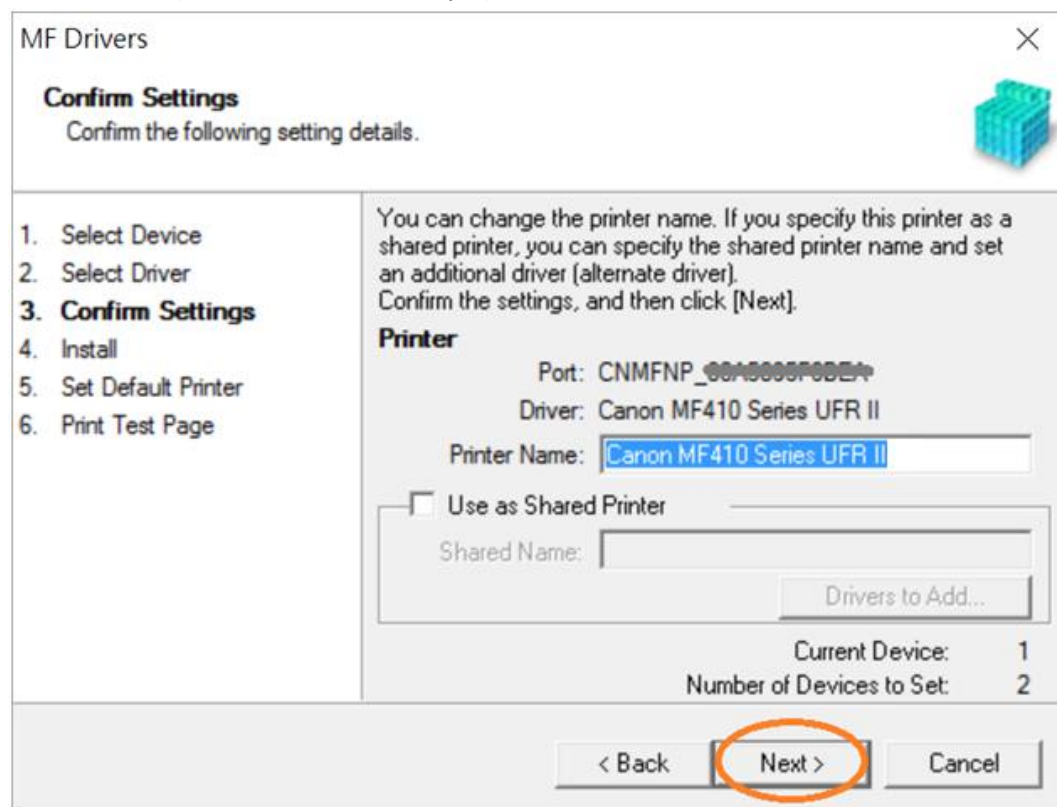 MF Drivers
Confirm Settings
Confirm the following setting details.
1. Select Device
2. Select Driver
3. Confirm Settings
4. Install
5. Set Default Printer
6. Print Test Page
You can change the printer name. If you specify this printer as a
shared printer, you can specify the shared printer name and set
an additional driver (alternate driver).
Confirm the settings, and then click [Next].
Printer
Port: CNMFNP_
Driver: Canon MF410 Series UFR II
Printer Name: Canon MF410 Series UFR II
Use as Shared Printer
Shared Name:
Drivers to Add...
Current Device: 1
Number of Devices to Set: 2
< Back Next > Cancel